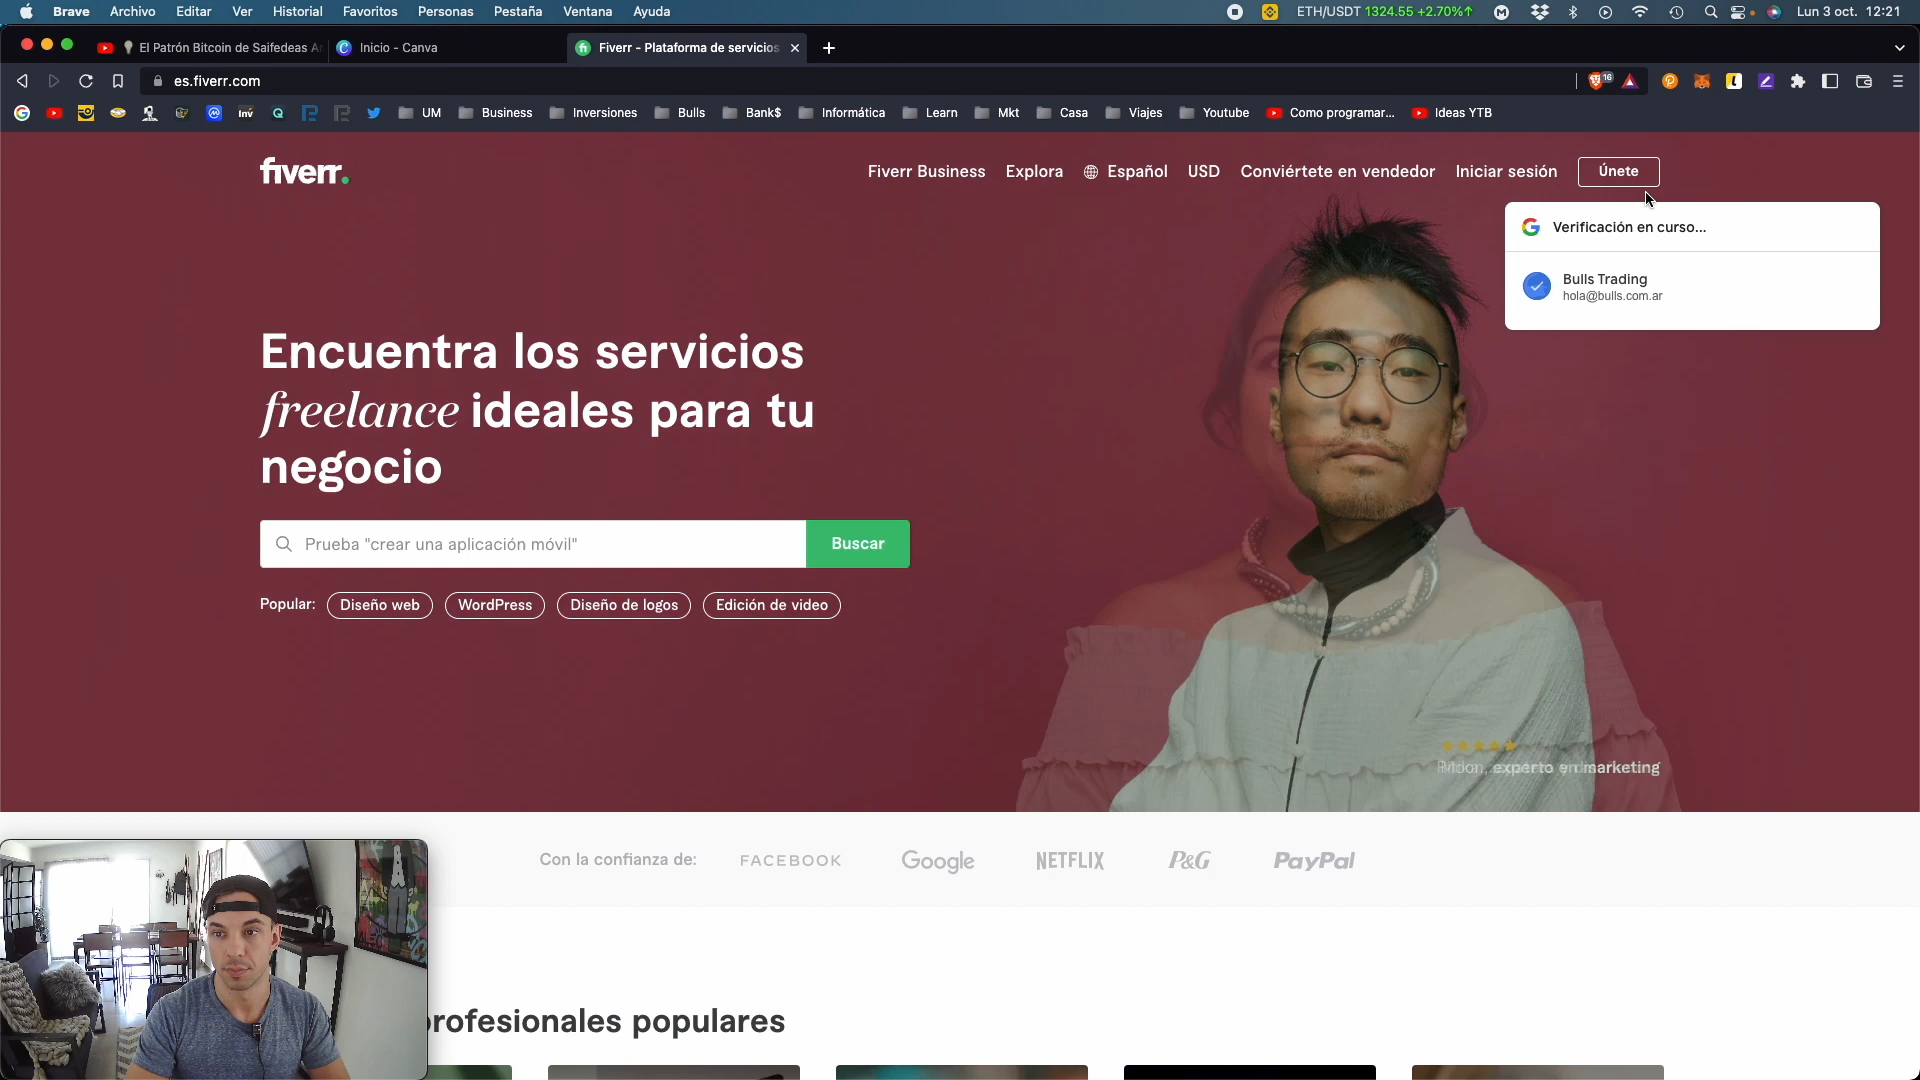 Brave Archivo Editar Ver Historial Favoritos Personas Pestaña Ventana Ayuda ETH/USDT 1324.55 +2.70%↑ Lun 3 oct. 12:21
El Patrón Bitcoin de Saifedeas A
Inicio - Canva
Fiverr - Plataforma de servicios
es.fiverr.com
16
inv UM Business Inversiones Bulls Bank$ Informática Learn Mkt Casa Viajes Youtube Como programar... Ideas YTB
fiverr.
Fiverr Business Explora Español USD Conviértete en vendedor Iniciar sesión Únete
Verificación en curso...
Bulls Trading
hola@bulls.com.ar
Encuentra los servicios
freelance ideales para tu
negocio
Prueba "crear una aplicación móvil"
Buscar
Popular: Diseño web WordPress Diseño de logos Edición de video
experto en marketing
Con la confianza de: FACEBOOK Google NETFLIX P&G PayPal
profesionales populares